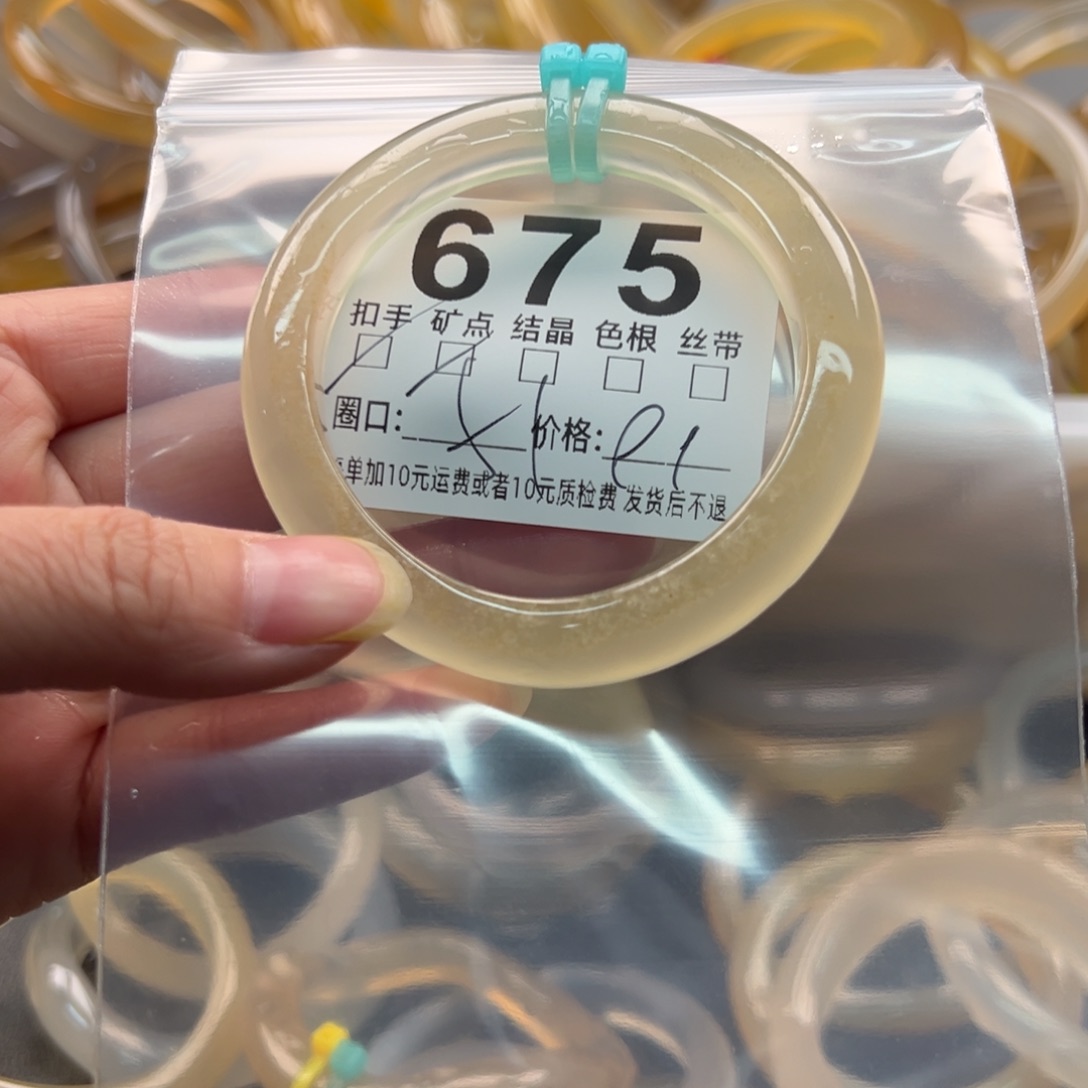 675
扣手 矿点 结晶 色根 丝带
圈口: 价格:
单加10元运费或者10元质检费 发货后不退